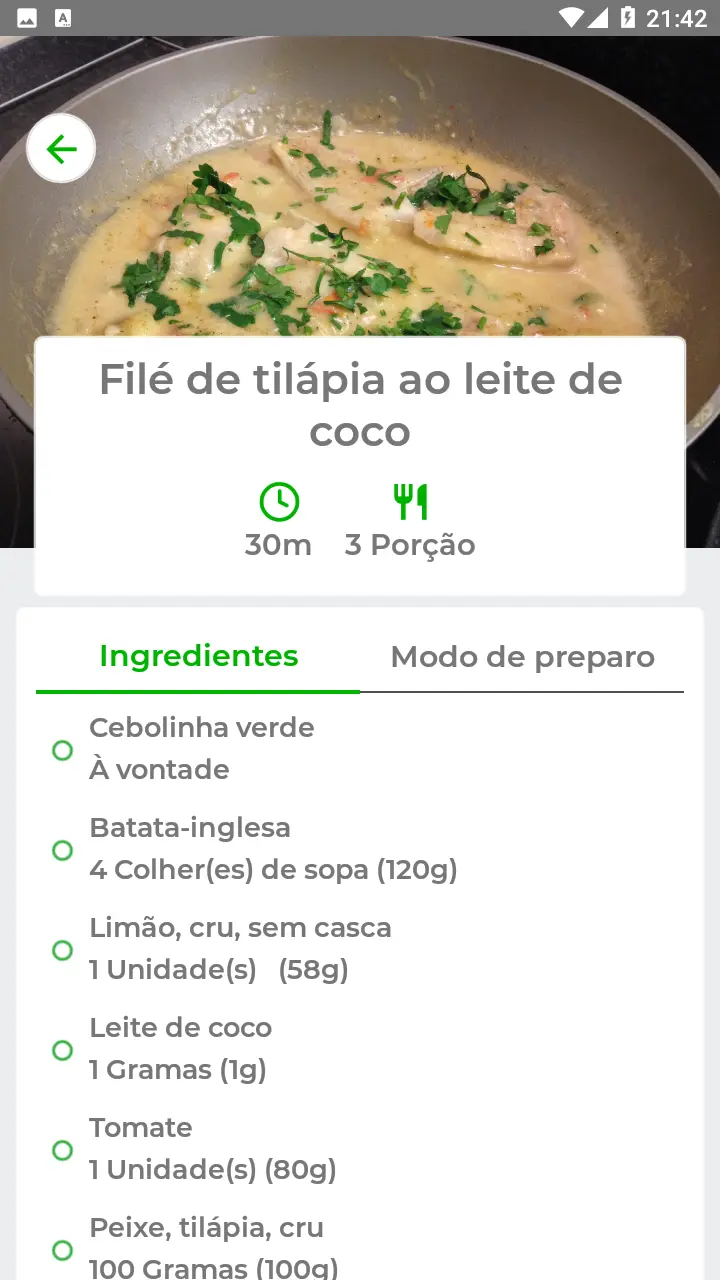 21:42
Filé de tilápia ao leite de
coco
30m
3 Porção
Ingredientes
Modo de preparo
Cebolinha verde
À vontade
Batata-inglesa
4 Colher(es) de sopa (120g)
Limão, cru, sem casca
1 Unidade(s) (58g)
Leite de coco
1 Gramas (1g)
Tomate
1 Unidade(s) (80g)
Peixe, tilápia, cru
100 Gramas (100g)